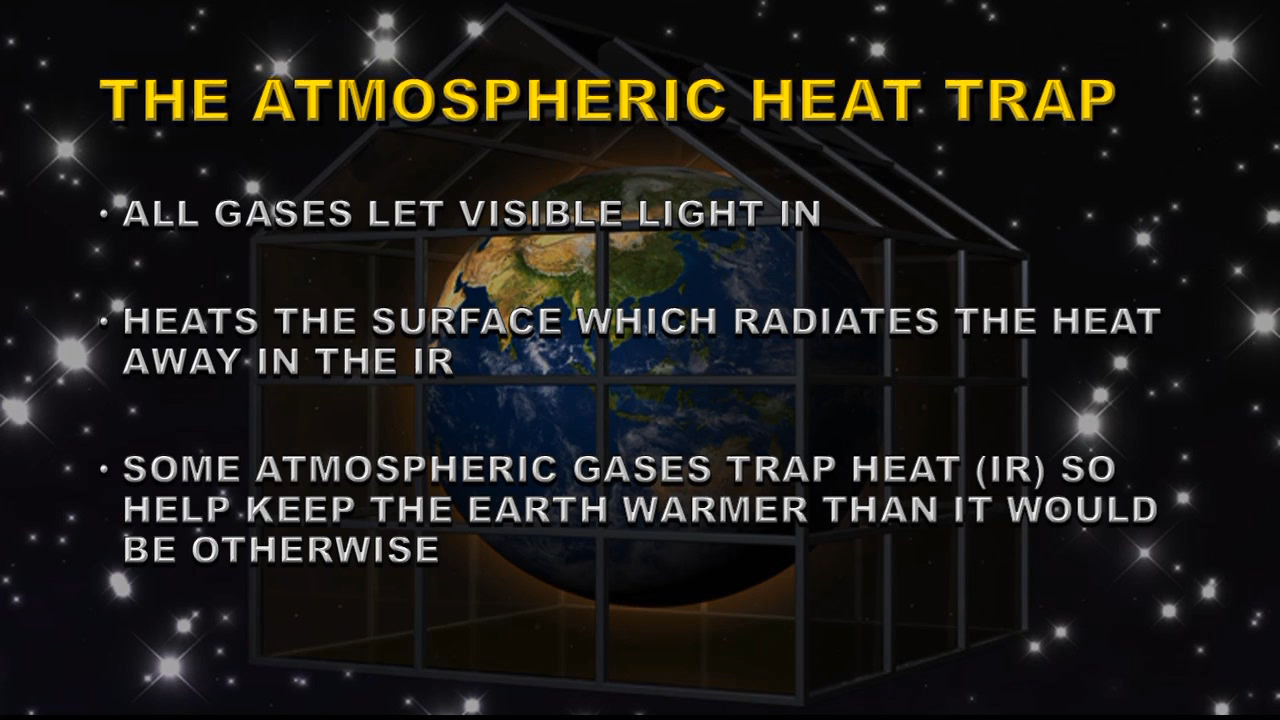 THE ATMOSPHERIC HEAT TRAP
• ALL GASES LET VISIBLE LIGHT IN
• HEATS THE SURFACE WHICH RADIATES THE HEAT
AWAY IN THE IR
• SOME ATMOSPHERIC GASES TRAP HEAT (IR) SO
HELP KEEP THE EARTH WARMER THAN IT WOULD
BE OTHERWISE